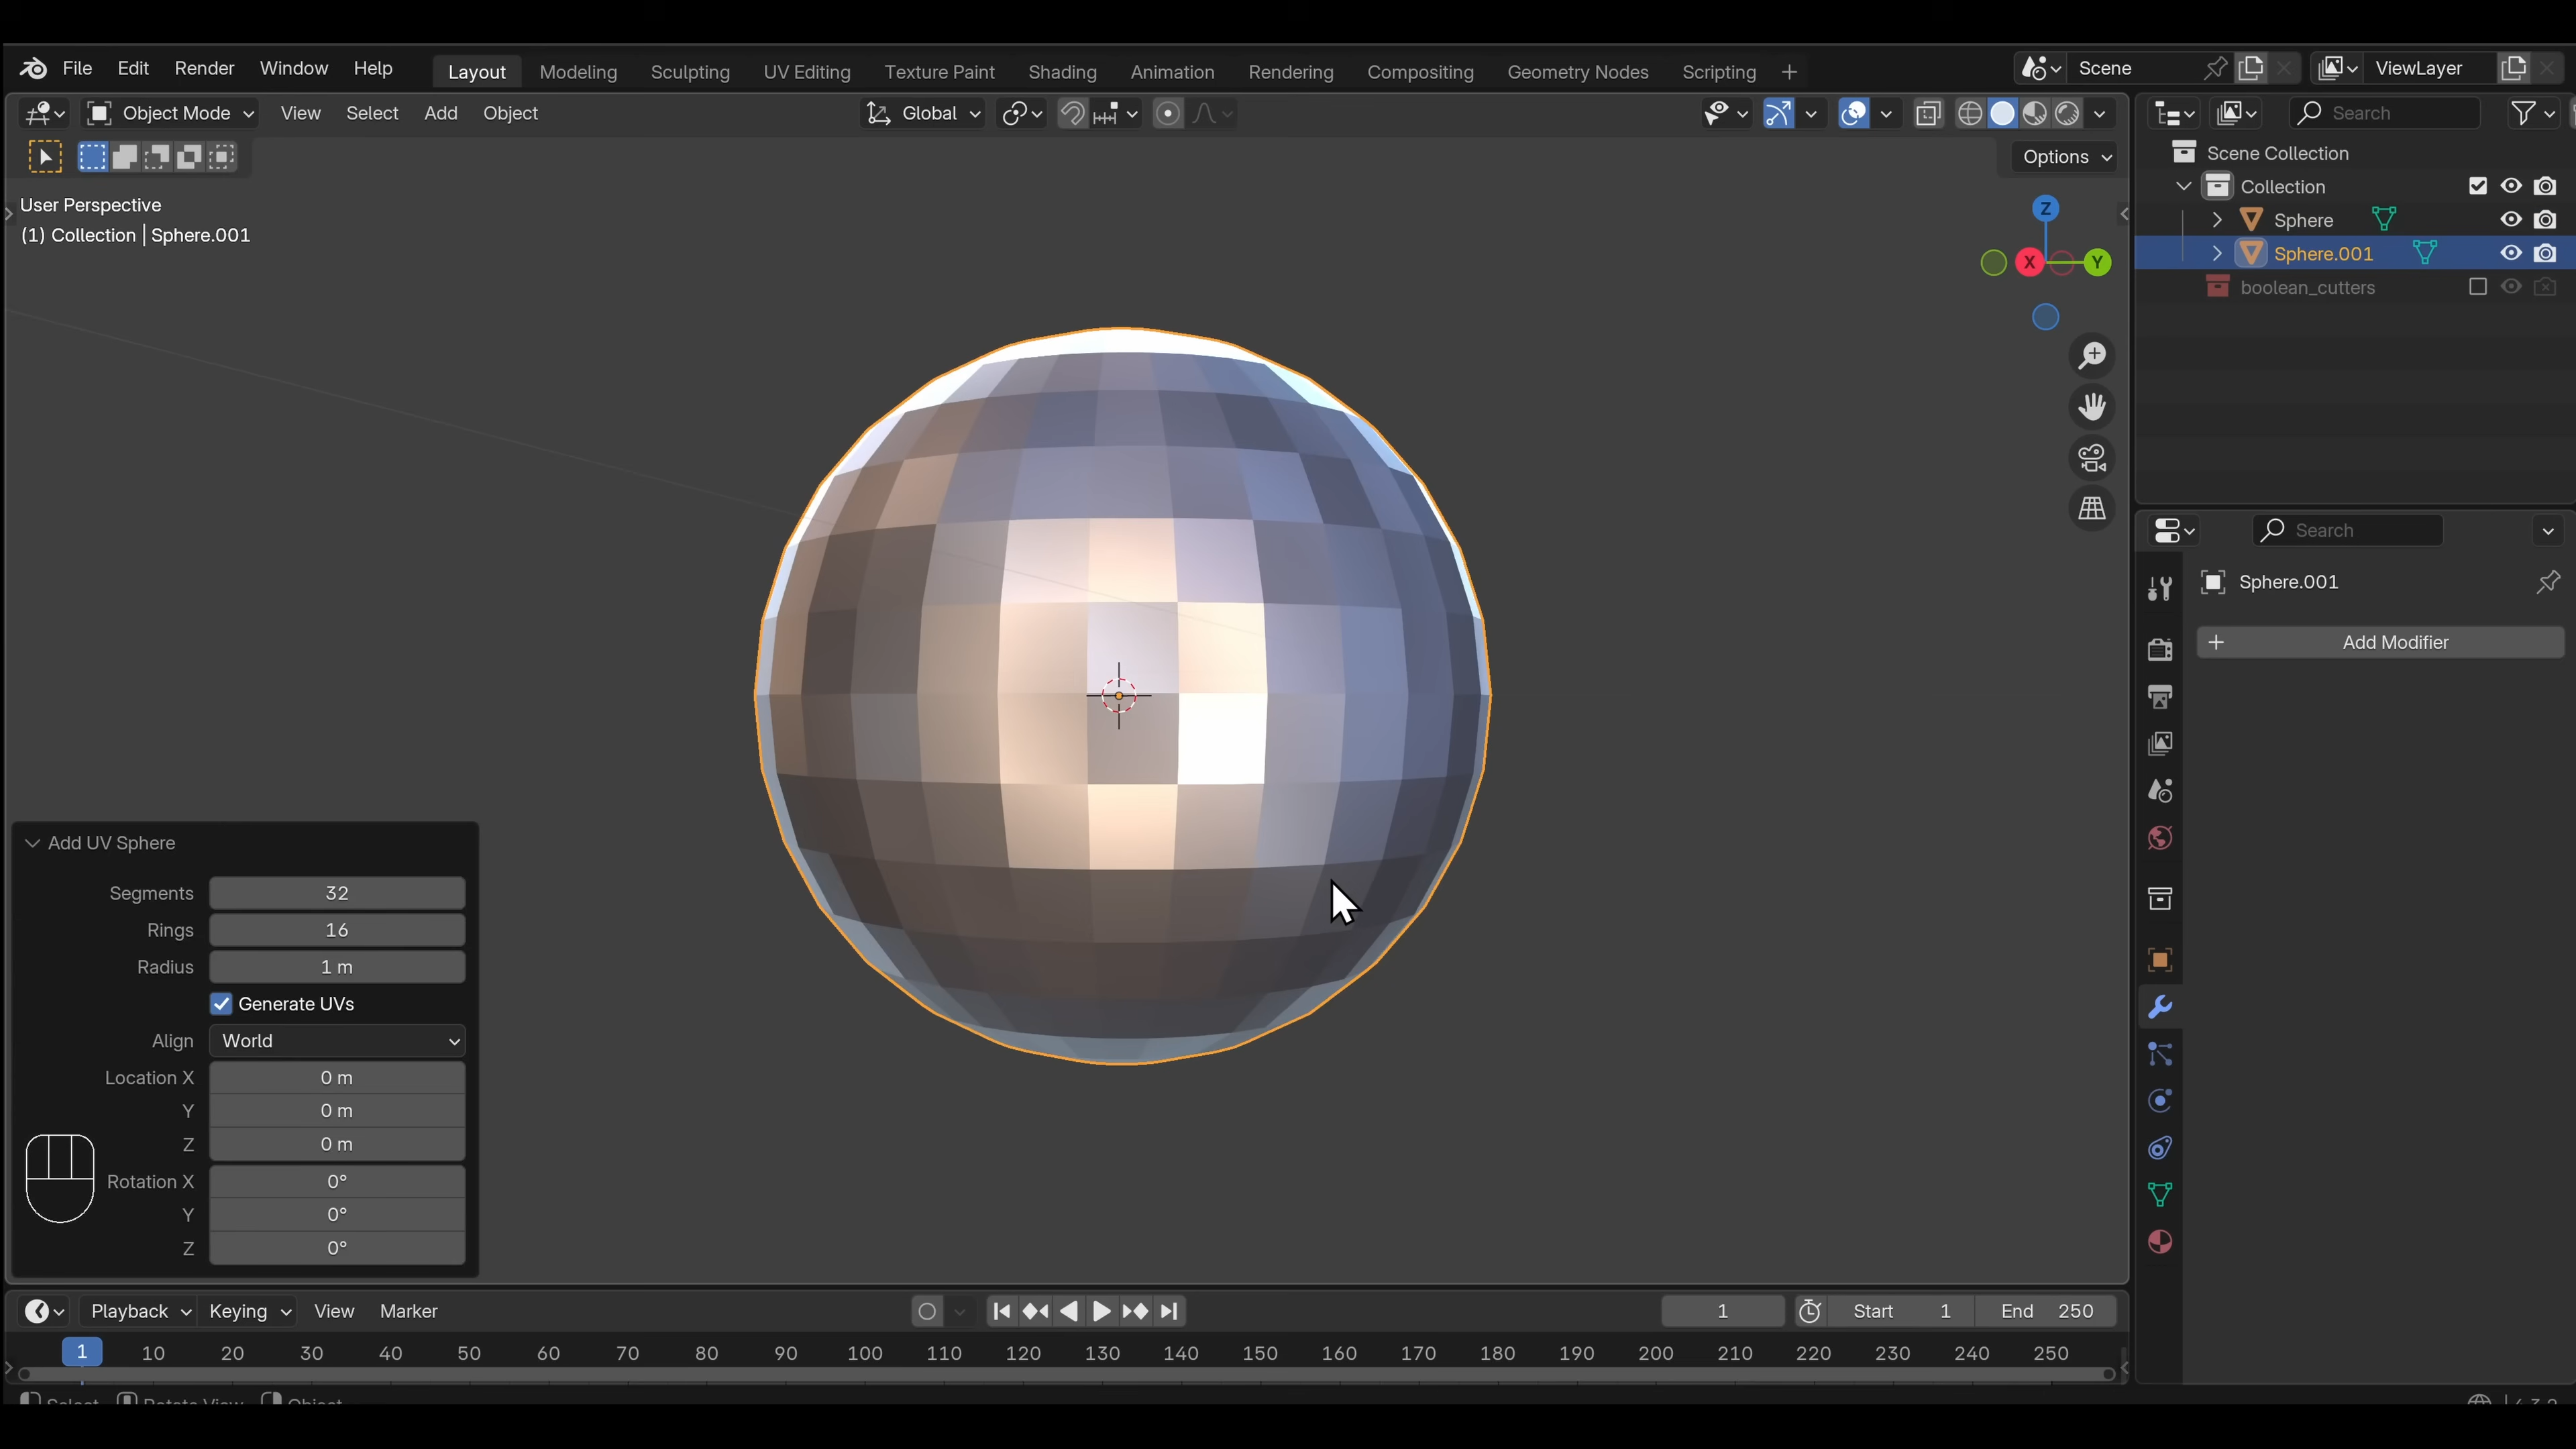 File Edit Render Window Help Layout Modeling Sculpting UV Editing Texture Paint Shading Animation Rendering Compositing Geometry Nodes Scripting + Scene ViewLayer
Object Mode View Select Add Object Global Search
Options
User Perspective
(1) Collection | Sphere.001
Z
X
Y
Scene Collection
Collection
Sphere
Sphere.001
boolean_cutters
Search
Sphere.001
+ Add Modifier
Add UV Sphere
Segments 32
Rings 16
Radius 1 m
Generate UVs
Align World
Location X 0 m
Y 0 m
Z 0 m
Rotation X 0°
Y 0°
Z 0°
Playback Keying View Marker 1 Start 1 End 250
1 10 20 30 40 50 60 70 80 90 100 110 120 130 140 150 160 170 180 190 200 210 220 230 240 250
Select Rotate View Object